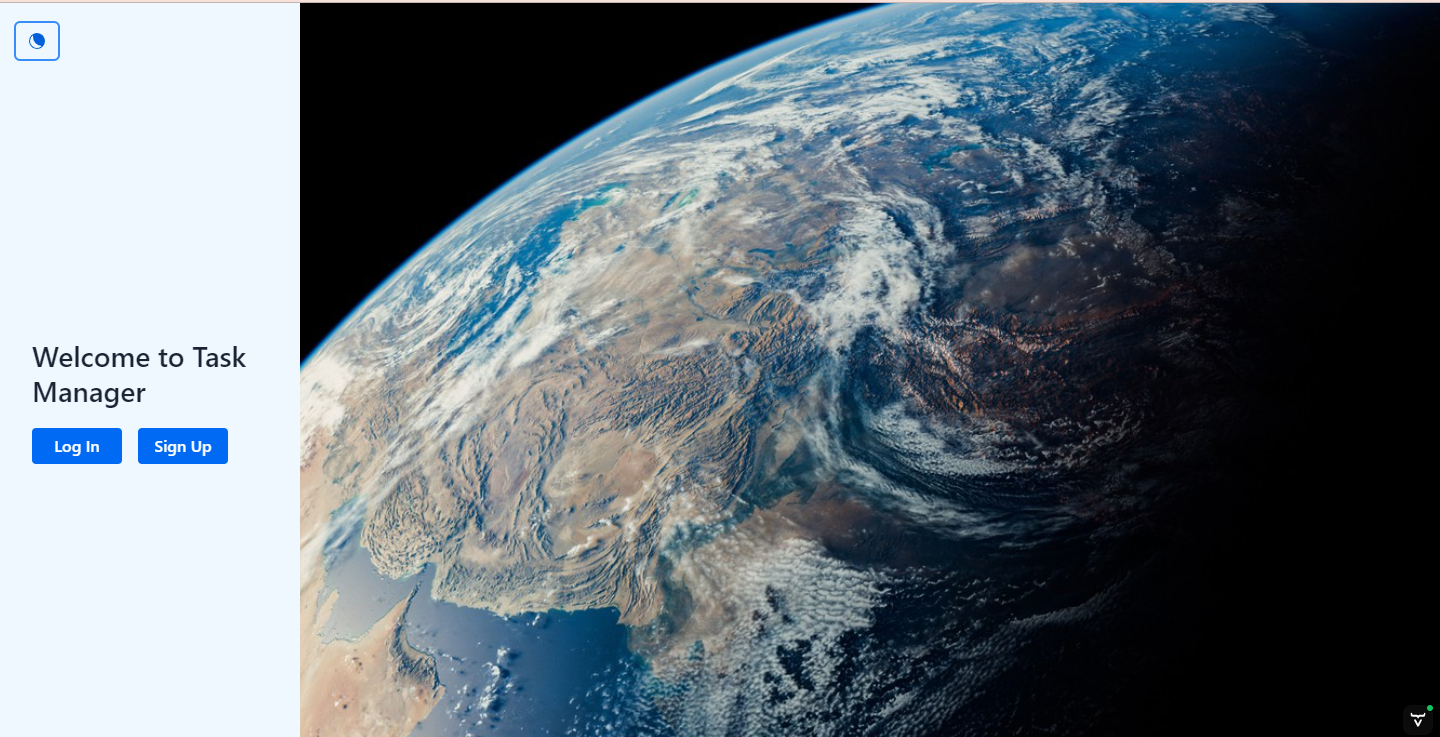 Welcome to Task
Manager
Log In
Sign Up